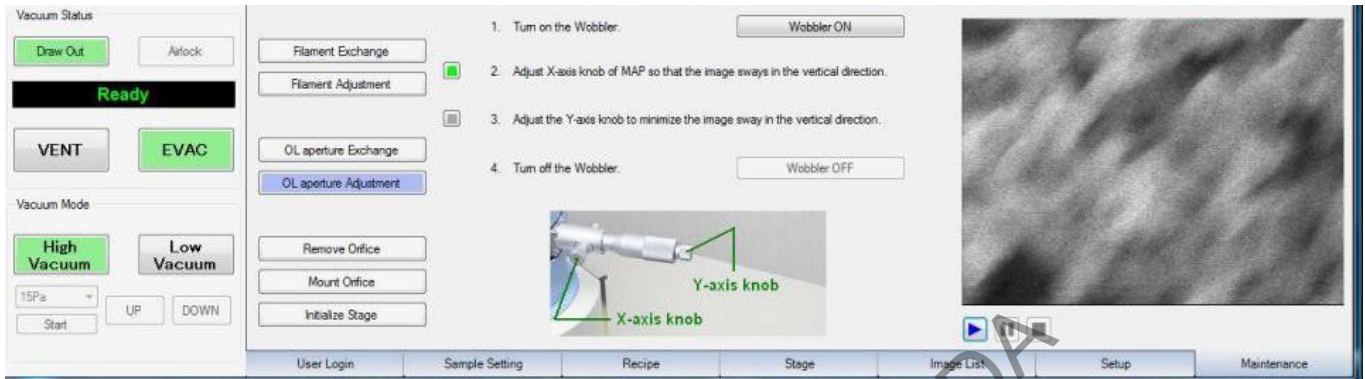 Vacuum Status
Draw Out
Airlock
Ready
VENT
EVAC
Vacuum Mode
High Vacuum
Low Vacuum
15Pa
Start
UP
DOWN
Filament Exchange
Filament Adjustment
OL aperture Exchange
OL aperture Adjustment
Remove Orifice
Mount Orifice
Initialize Stage
1. Turn on the Wobbler. Wobbler ON
2. Adjust X-axis knob of MAP so that the image sways in the vertical direction.
3. Adjust the Y-axis knob to minimize the image sway in the vertical direction.
4. Turn off the Wobbler. Wobbler OFF
Y-axis knob
X-axis knob
User Login
Sample Setting
Recipe
Stage
Image List
Setup
Maintenance